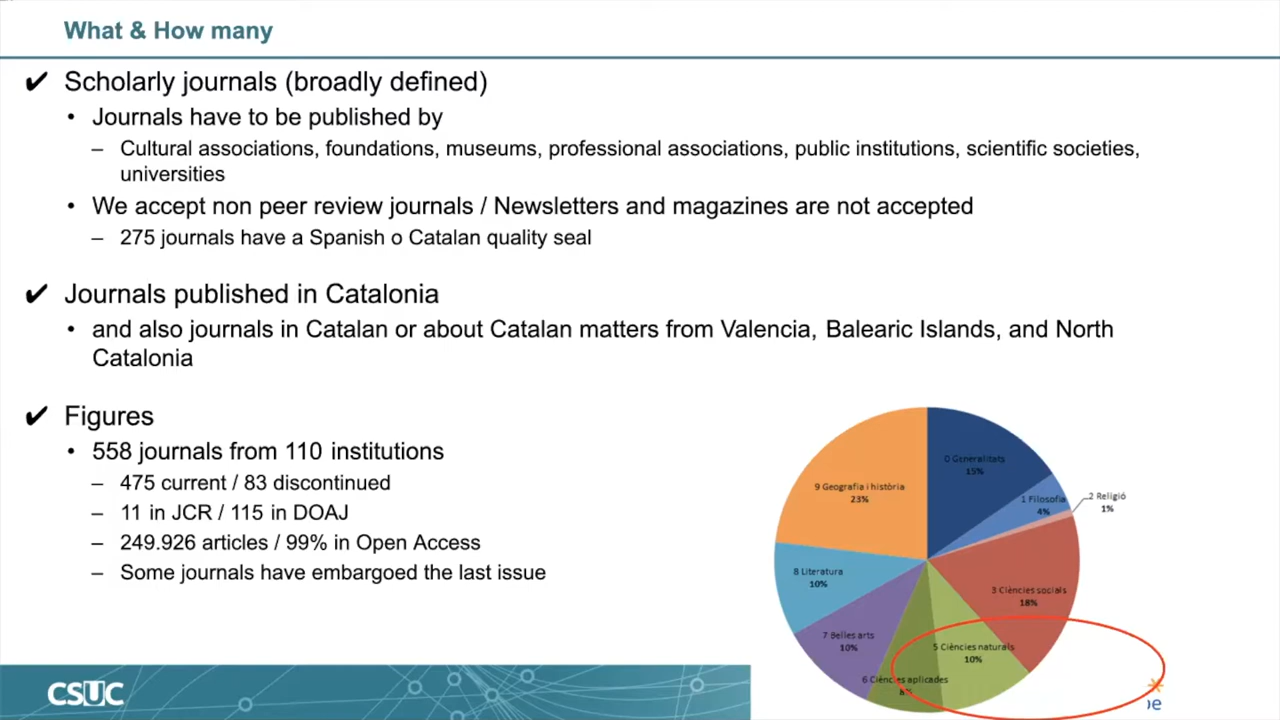 What & How many
✔ Scholarly journals (broadly defined)
• Journals have to be published by
– Cultural associations, foundations, museums, professional associations, public institutions, scientific societies,
universities
• We accept non peer review journals / Newsletters and magazines are not accepted
– 275 journals have a Spanish o Catalan quality seal
✔ Journals published in Catalonia
• and also journals in Catalan or about Catalan matters from Valencia, Balearic Islands, and North
Catalonia
✔ Figures
• 558 journals from 110 institutions
– 475 current / 83 discontinued
– 11 in JCR / 115 in DOAJ
– 249.926 articles / 99% in Open Access
– Some journals have embargoed the last issue
0 Generalitats
15%
1 Filosofia
4%
2 Religió
1%
3 Ciències socials
18%
5 Ciències naturals
10%
6 Ciències aplicades
8%
7 Belles arts
10%
8 Literatura
10%
9 Geografia i història
23%
CSUC